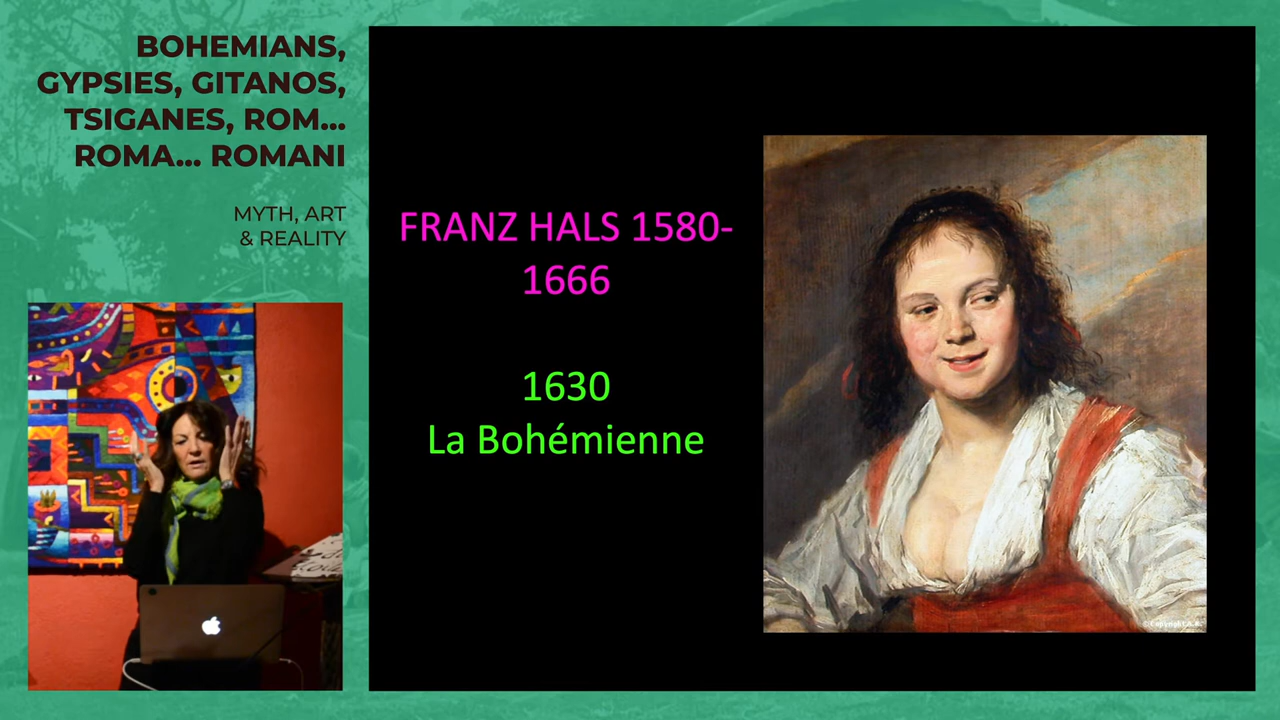 BOHEMIANS,
GYPSIES, GITANOS,
TSIGANES, ROM...
ROMA... ROMANI
MYTH, ART
& REALITY
FRANZ HALS 1580-
1666
1630
La Bohémienne